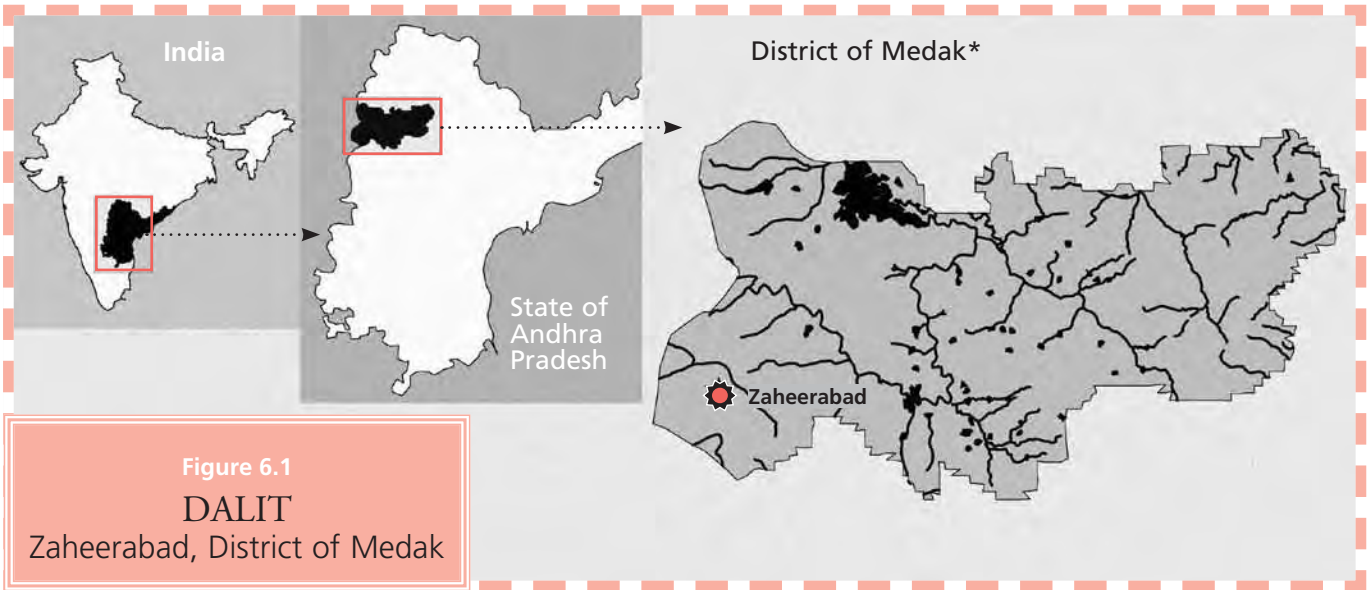 India
State of
Andhra
Pradesh
District of Medak*
Zaheerabad
Figure 6.1
DALIT
Zaheerabad, District of Medak